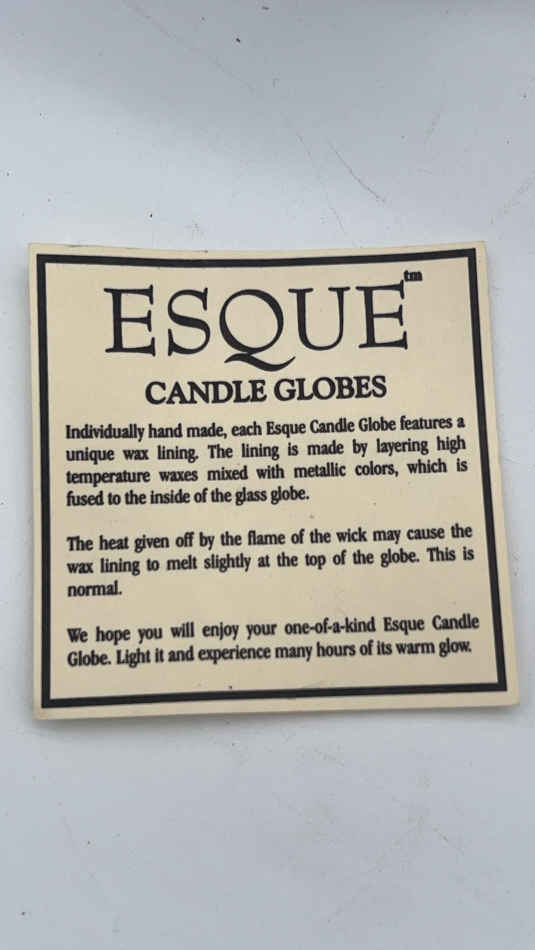 ESQUE tm
CANDLE GLOBES
Individually hand made, each Esque Candle Globe features a
unique wax lining. The lining is made by layering high
temperature waxes mixed with metallic colors, which is
fused to the inside of the glass globe.
The heat given off by the flame of the wick may cause the
wax lining to melt slightly at the top of the globe. This is
normal.
We hope you will enjoy your one-of-a-kind Esque Candle
Globe. Light it and experience many hours of its warm glow.